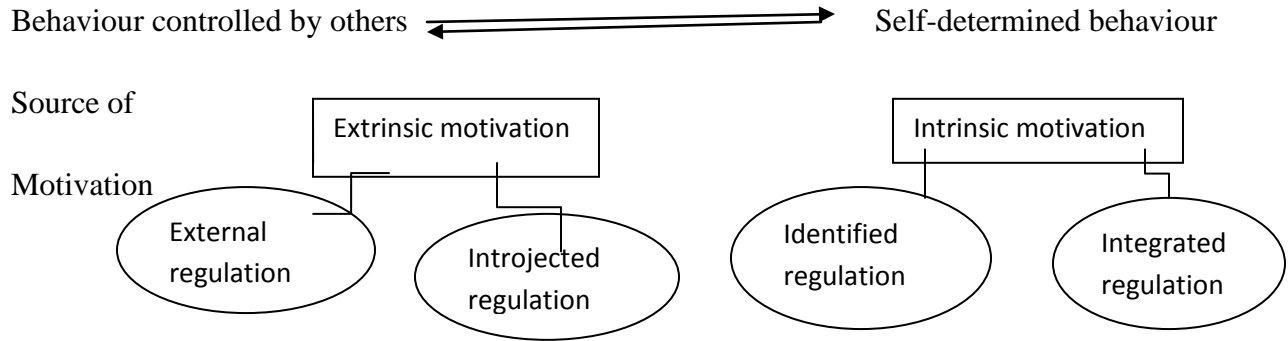 Behaviour controlled by others
Self-determined behaviour
Source of
Motivation
Extrinsic motivation
Intrinsic motivation
External
regulation
Introjected
regulation
Identified
regulation
Integrated
regulation